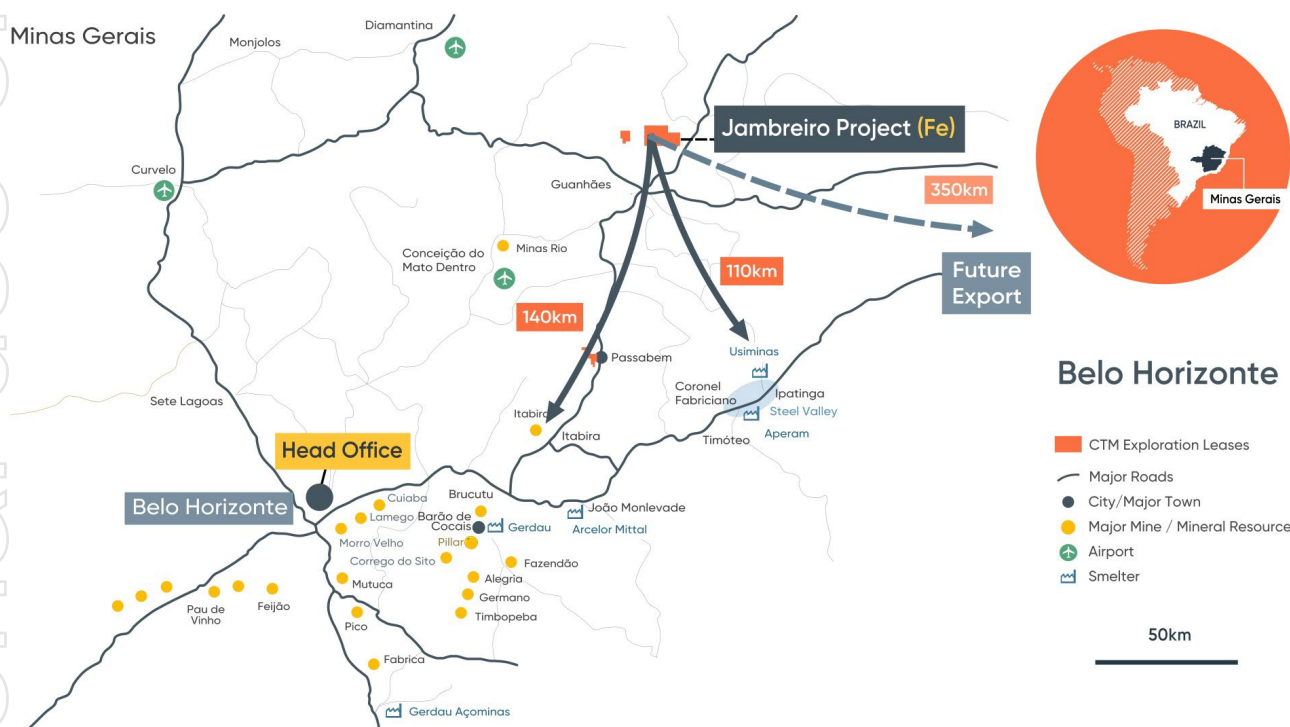 Minas Gerais
Diamantina
Monjolos
Jambreiro Project (Fe)
BRAZIL
Minas Gerais
Curvelo
Guanhães
350km
Conceição do
Mato Dentro
Minas Rio
110km
Future
Export
140km
Usiminas
Passabem
Belo Horizonte
Coronel
Fabriciano
Ipatinga
Steel Valley
Sete Lagoas
Itabira
Itabira
Timóteo
Aperam
CTM Exploration Leases
Head Office
Major Roads
Belo Horizonte
Cuiaba
Brucutu
João Monlevade
City/Major Town
Lamego
Barão de
Cocais
Gerdau
Arcelor Mittal
Major Mine / Mineral Resource
Morro Velho
Pillar
Airport
Corrego do Sito
Fazendão
Smelter
Mutuca
Alegria
Germano
Pau de
Vinho
Feijão
Timbopeba
Pico
50km
Fabrica
Gerdau Açominas